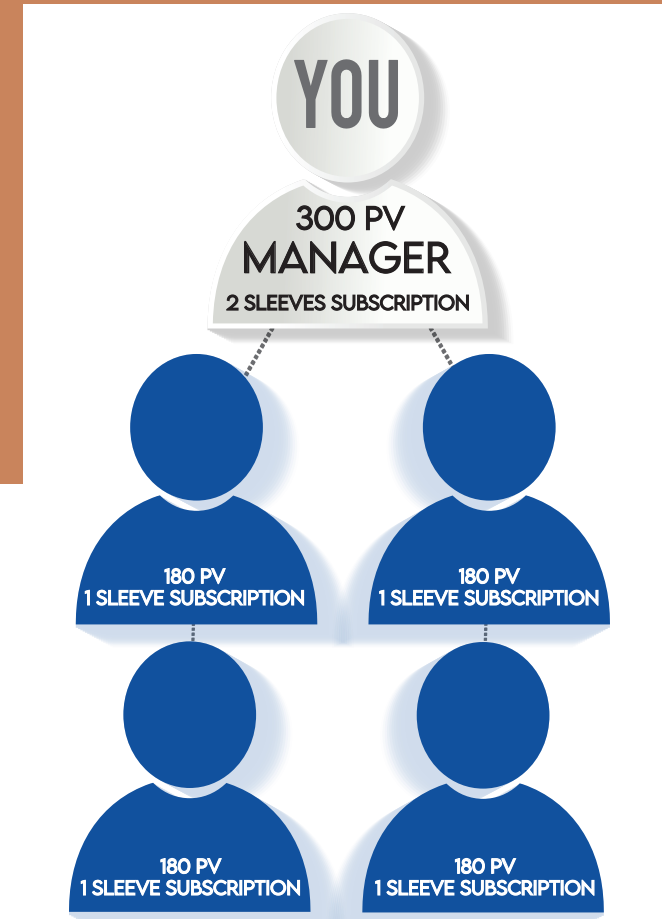 YOU
300 PV
MANAGER
2 SLEEVES SUBSCRIPTION
180 PV
1 SLEEVE SUBSCRIPTION
180 PV
1 SLEEVE SUBSCRIPTION
180 PV
1 SLEEVE SUBSCRIPTION
180 PV
1 SLEEVE SUBSCRIPTION